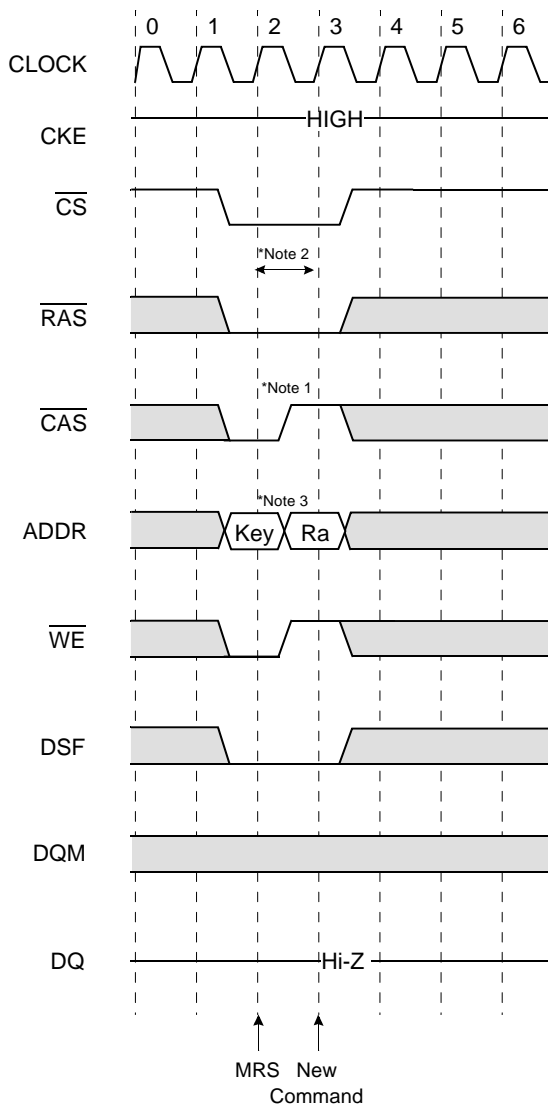 0 1 2 3 4 5 6
CLOCK
HIGH
CKE
CS
*Note 2
RAS
*Note 1
CAS
*Note 3
ADDR Key Ra
WE
DSF
DQM
DQ Hi-Z
MRS New
Command